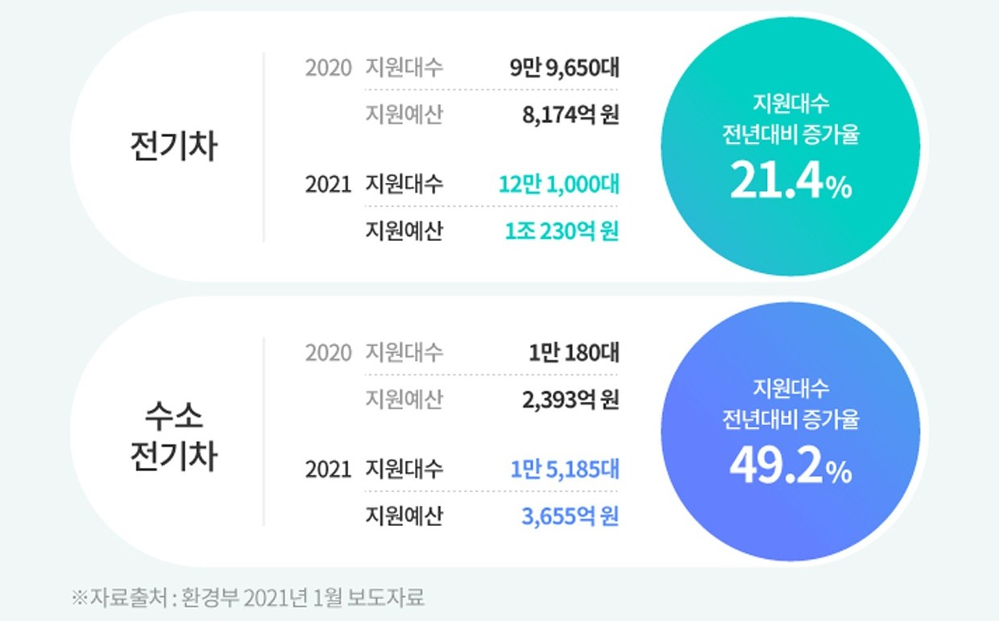 전기차
2020 지원대수 9만 9,650대
지원예산 8,174억 원
2021 지원대수 12만 1,000대
지원예산 1조 230억 원
지원대수
전년대비 증가율
21.4%
수소
전기차
2020 지원대수 1만 180대
지원예산 2,393억 원
2021 지원대수 1만 5,185대
지원예산 3,655억 원
지원대수
전년대비 증가율
49.2%
※자료출처 : 환경부 2021년 1월 보도자료